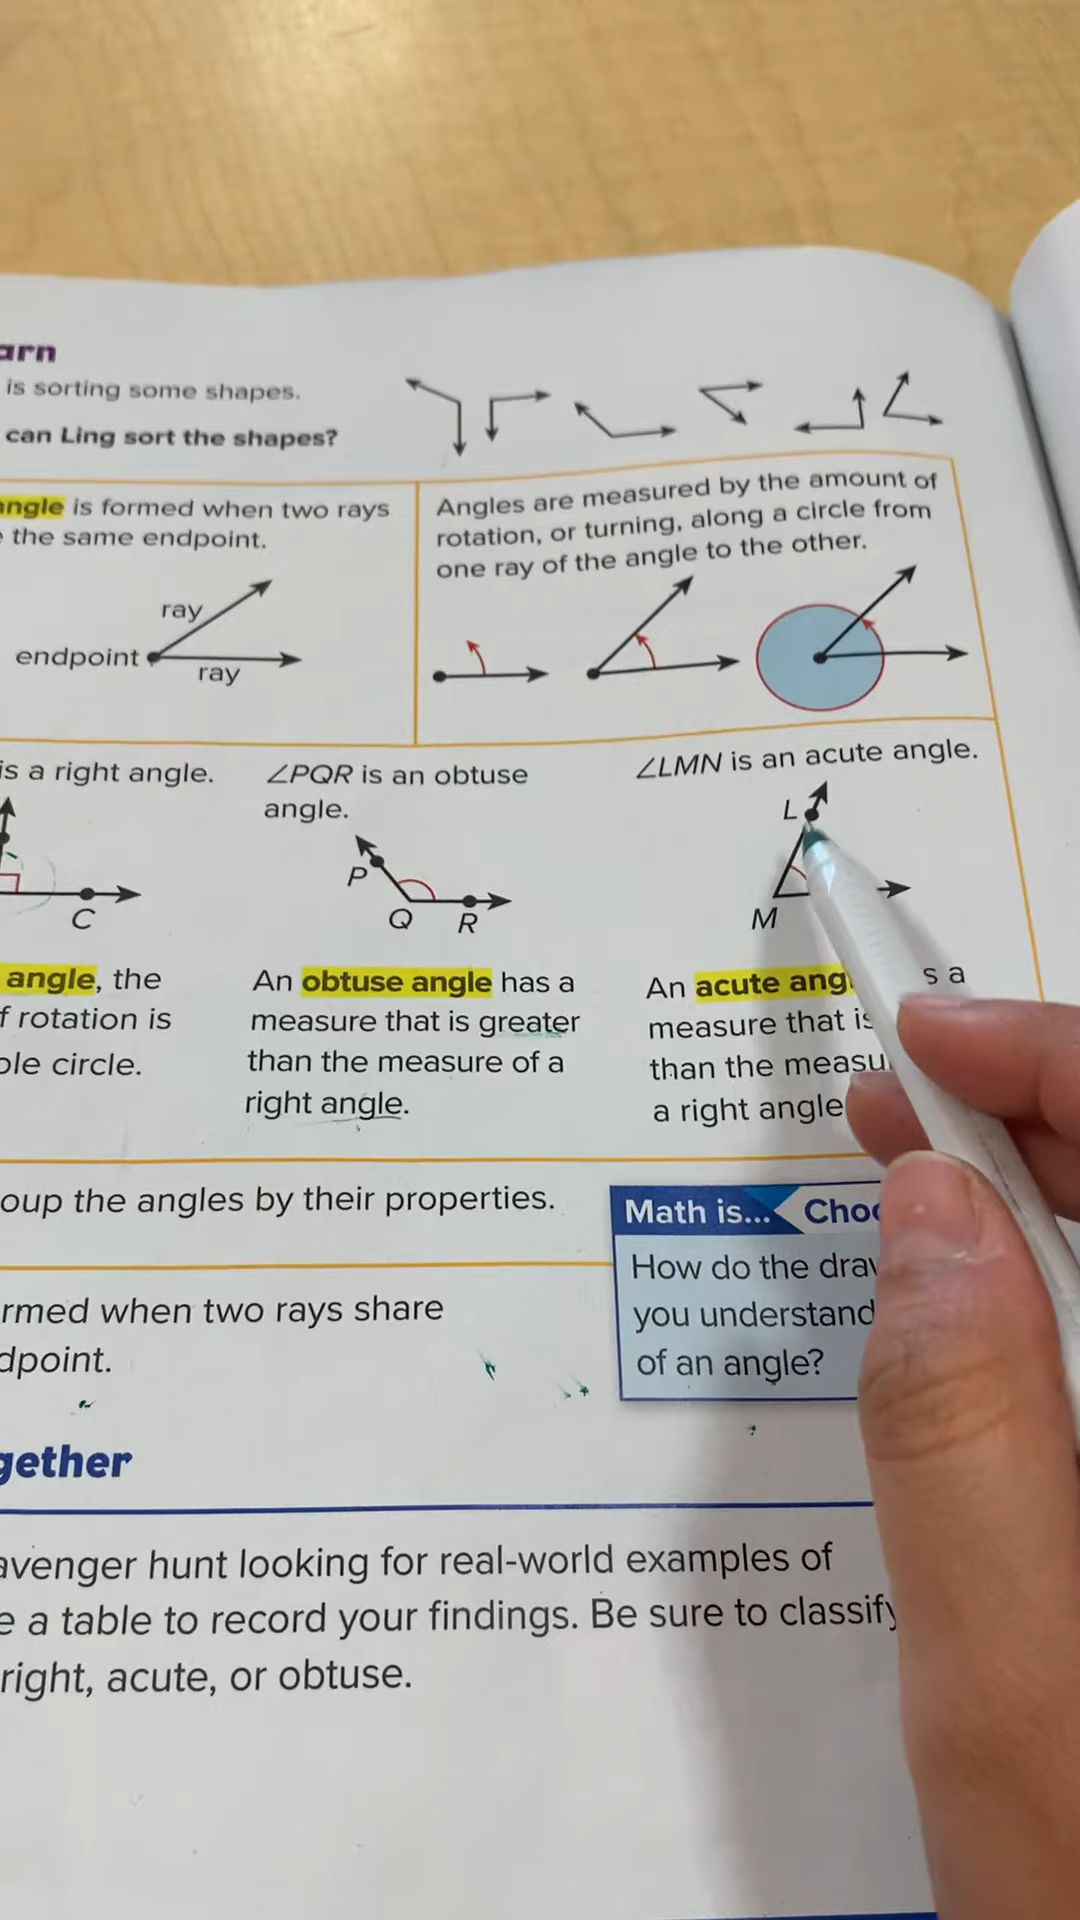 arn
is sorting some shapes.
can Ling sort the shapes?
angle is formed when two rays
the same endpoint.
ray
endpoint
ray
Angles are measured by the amount of
rotation, or turning, along a circle from
one ray of the angle to the other.
is a right angle.
C
∠PQR is an obtuse
angle.
P
Q
R
∠LMN is an acute angle.
L
M
angle, the
f rotation is
ole circle.
An obtuse angle has a
measure that is greater
than the measure of a
right angle.
An acute ang s a
measure that is
than the measu
a right angle
oup the angles by their properties.
rmed when two rays share
dpoint.
Math is... Choo
How do the draw
you understand
of an angle?
gether
avenger hunt looking for real-world examples of
e a table to record your findings. Be sure to classify
right, acute, or obtuse.